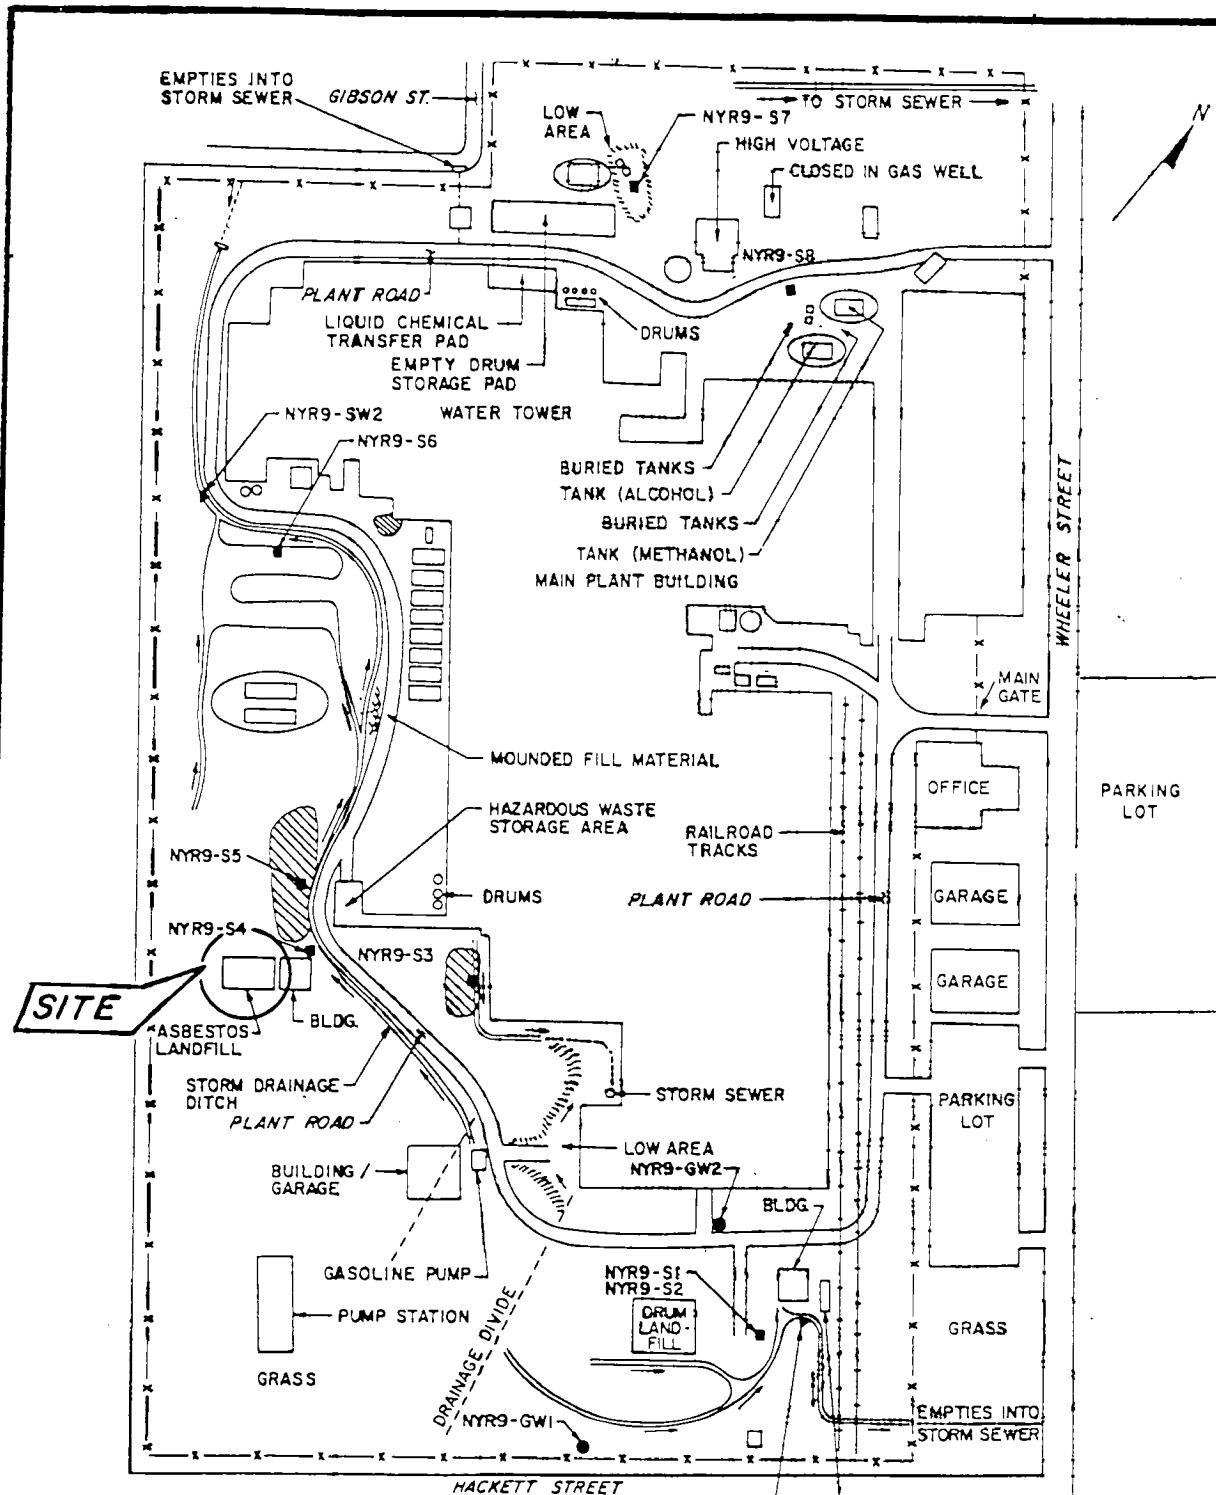 EMPTIES INTO
STORM SEWER
GIBSON ST.
LOW
AREA
NYR9-S7
TO STORM SEWER
N
HIGH VOLTAGE
CLOSED IN GAS WELL
NYR9-S8
PLANT ROAD
LIQUID CHEMICAL
TRANSFER PAD
DRUMS
EMPTY DRUM
STORAGE PAD
NYR9-SW2
WATER TOWER
NYR9-S6
BURIED TANKS
TANK (ALCOHOL)
BURIED TANKS
TANK (METHANOL)
MAIN PLANT BUILDING
WHEELER STREET
MAIN
GATE
MOUNDED FILL MATERIAL
OFFICE
PARKING
LOT
HAZARDOUS WASTE
STORAGE AREA
RAILROAD
TRACKS
NYR9-S5
DRUMS
PLANT ROAD
GARAGE
NYR9-S4
NYR9-S3
GARAGE
SITE
ASBESTOS
LANDFILL
BLDG.
STORM DRAINAGE
DITCH
STORM SEWER
PARKING
LOT
PLANT ROAD
LOW AREA
BUILDING/
GARAGE
NYR9-GW2
BLDG.
GASOLINE PUMP
NYR9-S1
NYR9-S2
PUMP STATION
DRUM
LAND-
FILL
GRASS
GRASS
DRAINAGE DIVIDE
NYR9-GW1
EMPTIES INTO
STORM SEWER
HACKETT STREET